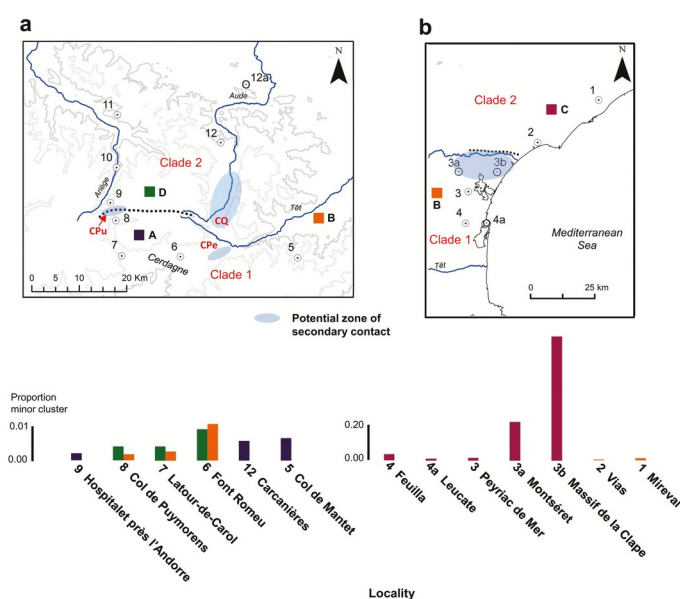 a
N
12a
Aude
11
12
10
Clade 2
Ariège
D
9
Têt
B
CQ
8
CPu
A
CPe
7
6
5
Cerdagne
Clade 1
0 5 10 20 Km
b
N
1
C
Clade 2
2
3a
3b
B
3
4
4a
Clade 1
Mediterranean
Sea
Têt
0 25 km
Potential zone of
secondary contact
Proportion
minor cluster
0.01
0.00
9 Hospitalet près l'Andorre
8 Col de Puymorens
7 Latour-de-Carol
6 Font Romeu
12 Carcanières
5 Col de Mantet
0.20
0.00
4 Feuilla
4a Leucate
3 Peyriac de Mer
3a Montséret
3b Massif de la Clape
2 Vias
1 Mireval
Locality